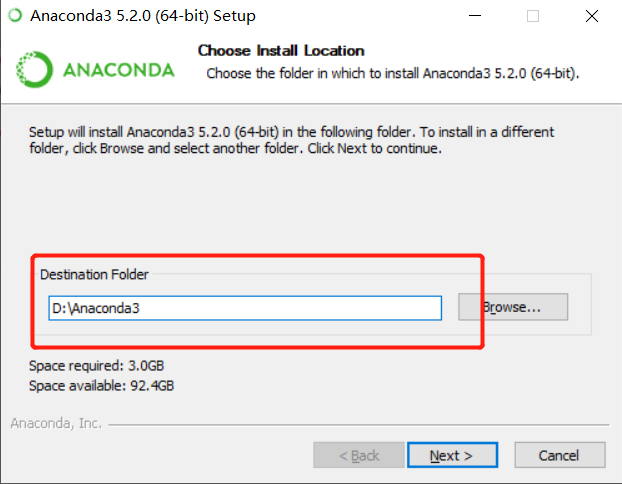 Anaconda3 5.2.0 (64-bit) Setup
Choose Install Location
ANACONDA
Choose the folder in which to install Anaconda3 5.2.0 (64-bit).
Setup will install Anaconda3 5.2.0 (64-bit) in the following folder. To install in a different
folder, click Browse and select another folder. Click Next to continue.
Destination Folder
D:\Anaconda3
Browse...
Space required: 3.0GB
Space available: 92.4GB
Anaconda, Inc.
< Back
Next >
Cancel